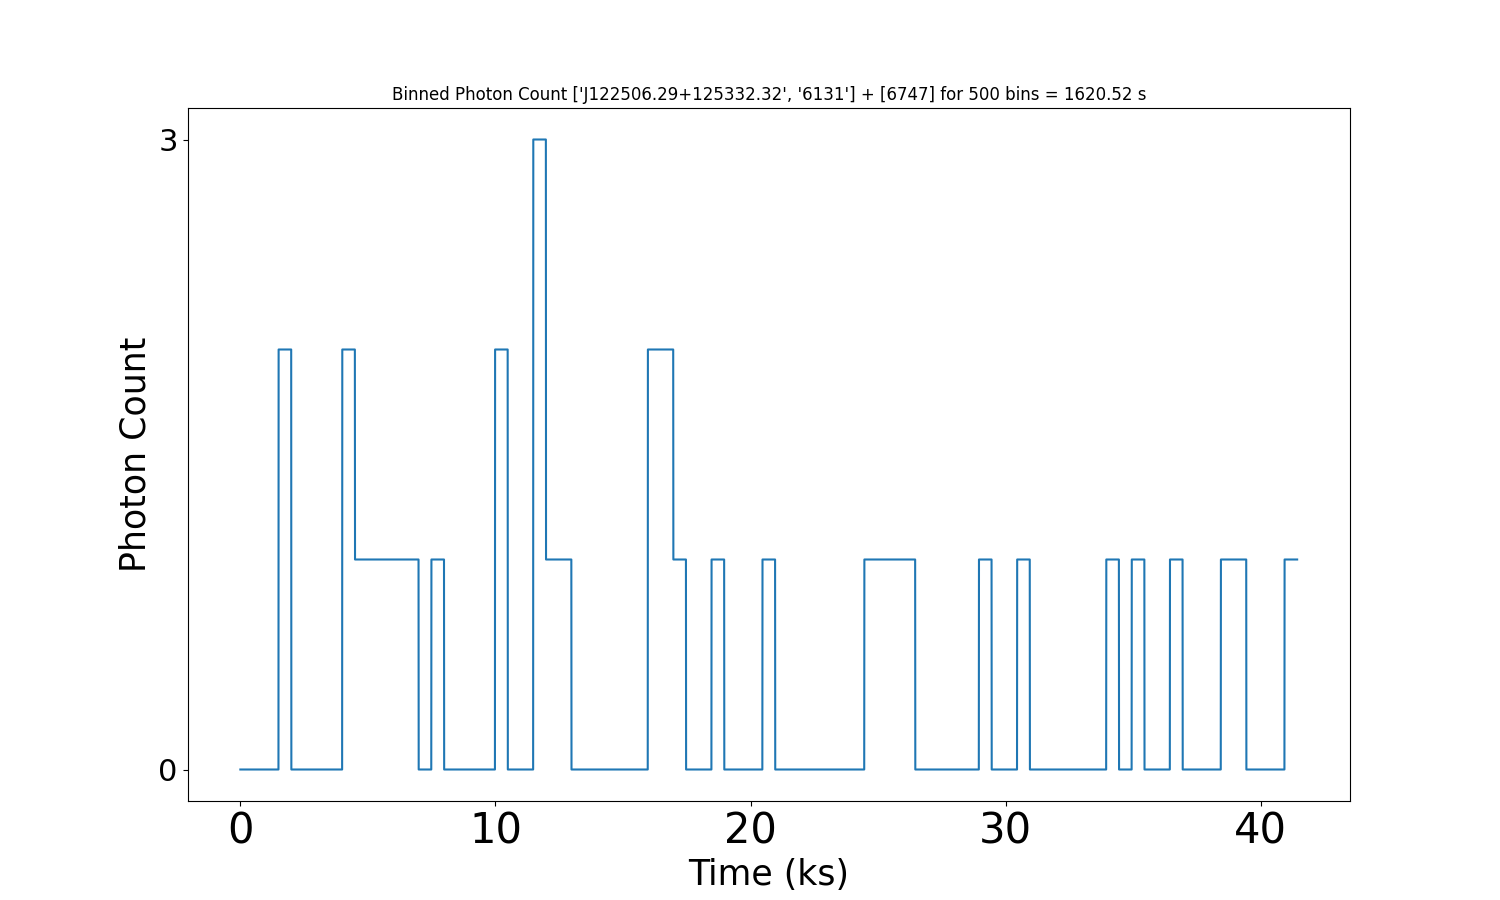 Binned Photon Count ['J122506.29+125332.32', '6131'] + [6747] for 500 bins = 1620.52 s
3
Photon Count
0
0 10 20 30 40
Time (ks)